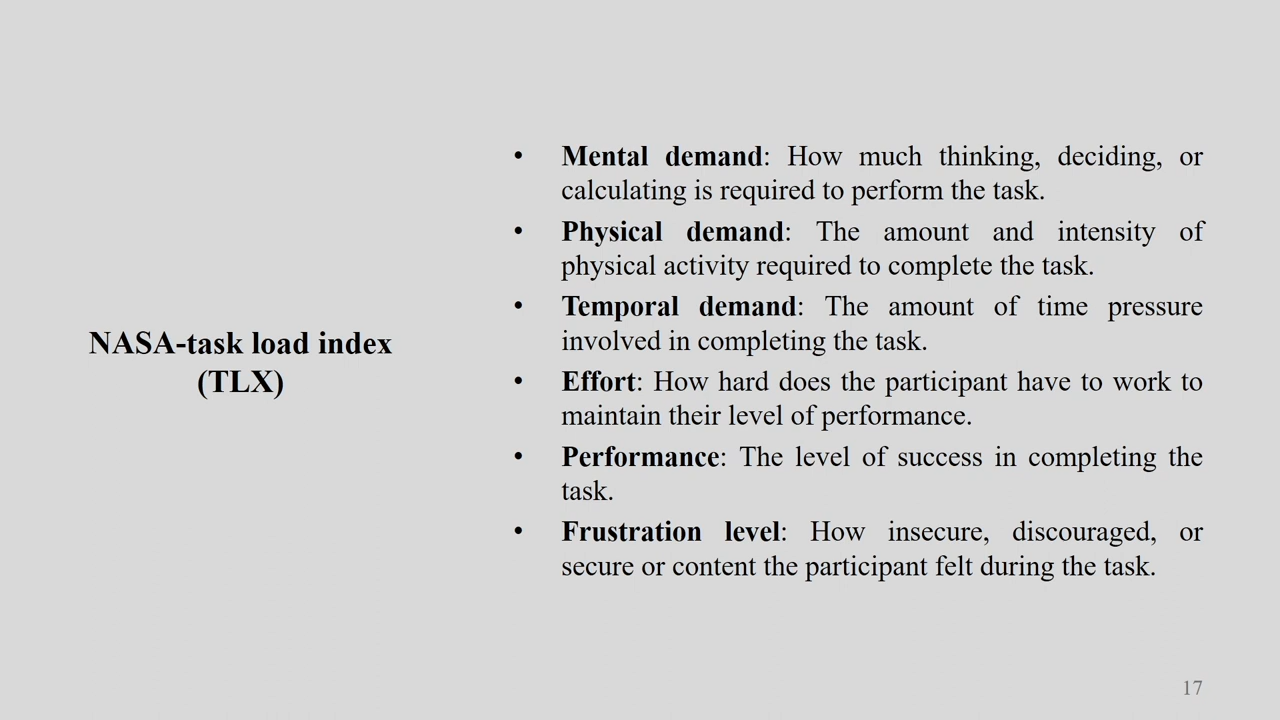 NASA-task load index
(TLX)
• Mental demand: How much thinking, deciding, or
calculating is required to perform the task.
• Physical demand: The amount and intensity of
physical activity required to complete the task.
• Temporal demand: The amount of time pressure
involved in completing the task.
• Effort: How hard does the participant have to work to
maintain their level of performance.
• Performance: The level of success in completing the
task.
• Frustration level: How insecure, discouraged, or
secure or content the participant felt during the task.
17